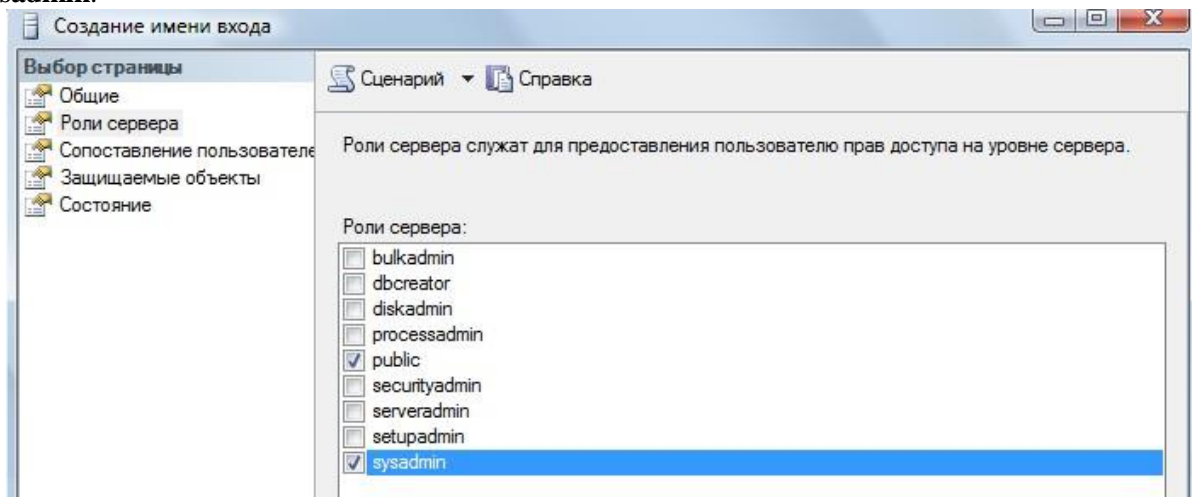 Создание имени входа
Выбор страницы
Общие
Роли сервера
Сопоставление пользователе
Защищаемые объекты
Состояние
Сценарий
Справка
Роли сервера служат для предоставления пользователю прав доступа на уровне сервера.
Роли сервера:
bulkadmin
dbcreator
diskadmin
processadmin
public
securityadmin
serveradmin
setupadmin
sysadmin